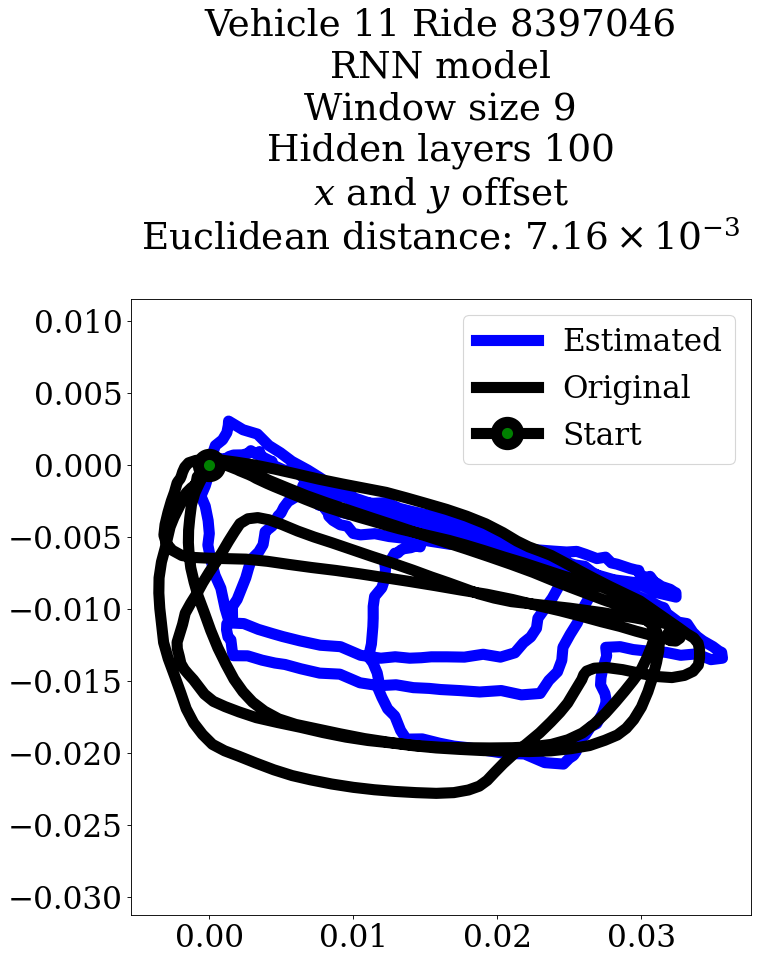 Vehicle 11 Ride 8397046
RNN model
Window size 9
Hidden layers 100
x and y offset
Euclidean distance: 7.16 × 10⁻³
Estimated
Original
Start
0.010
0.005
0.000
−0.005
−0.010
−0.015
−0.020
−0.025
−0.030
0.00 0.01 0.02 0.03